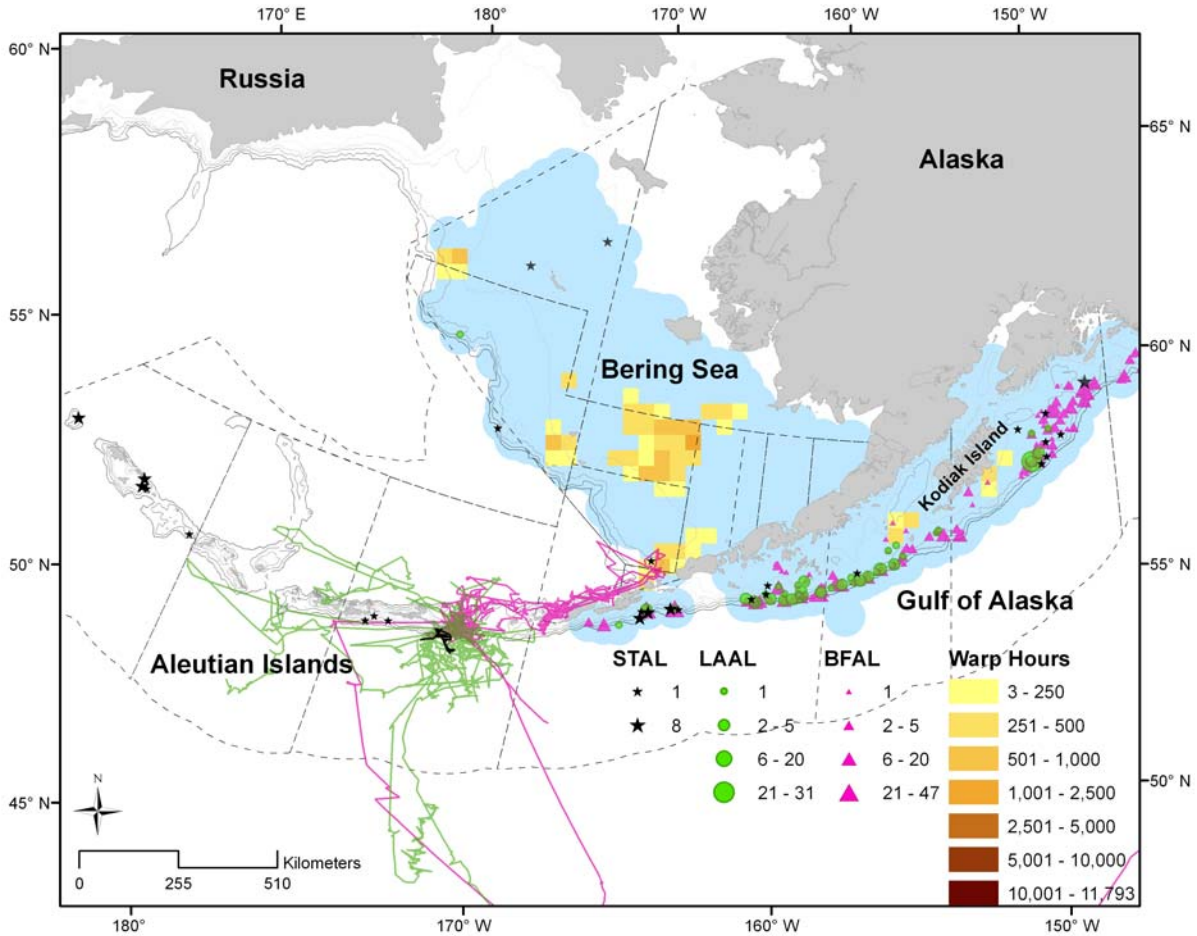 170° E
180°
170° W
160° W
150° W
60° N
Russia
65° N
Alaska
55° N
60° N
Bering Sea
Kodiak Island
50° N
55° N
Gulf of Alaska
Aleutian Islands
STAL
1
8
LAAL
1
2 - 5
6 - 20
21 - 31
BFAL
1
2 - 5
6 - 20
21 - 47
Warp Hours
3 - 250
251 - 500
501 - 1,000
1,001 - 2,500
2,501 - 5,000
5,001 - 10,000
10,001 - 11,793
50° N
45° N
N
Kilometers
0 255 510
180°
170° W
160° W
150° W